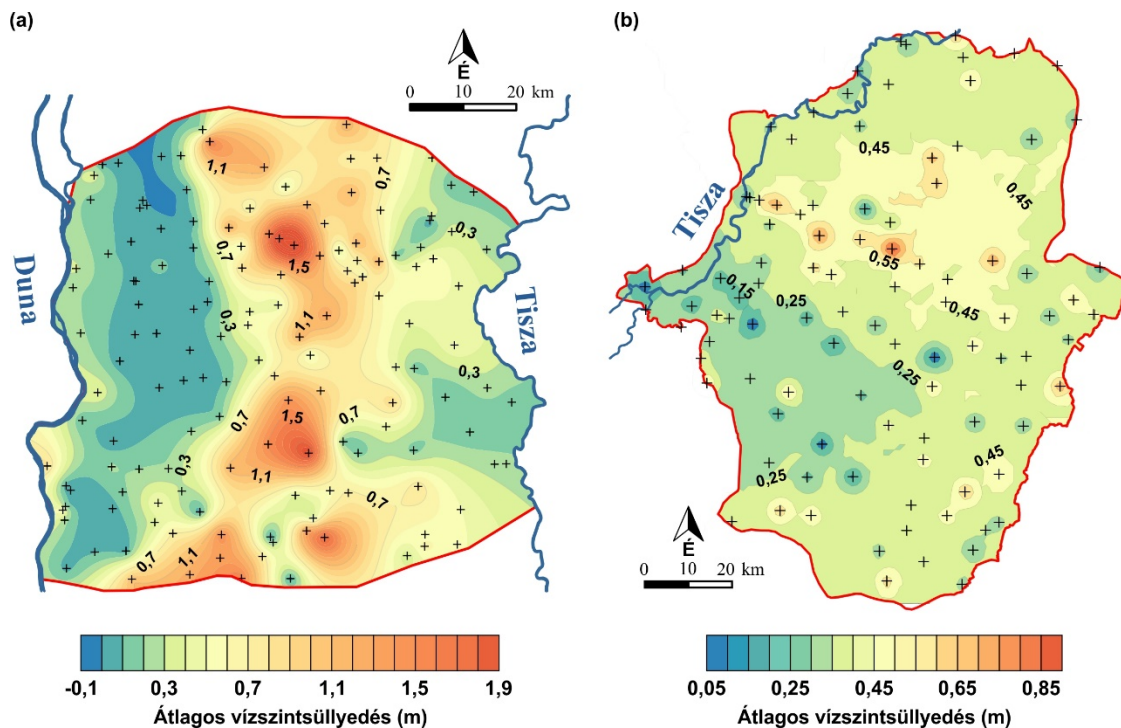 (a)
É
0 10 20 km
Duna
Tisza
1,1
0,7
0,3
0,7
1,5
0,3
1,1
0,3
1,5
0,7
0,7
0,3
1,1
0,7
0,7
1,1
-0,1 0,3 0,7 1,1 1,5 1,9
Átlagos vízszintsüllyedés (m)
(b)
Tisza
0,45
0,45
0,55
0,15
0,25
0,45
0,25
0,45
0,25
É
0 10 20 km
0,05 0,25 0,45 0,65 0,85
Átlagos vízszintsüllyedés (m)